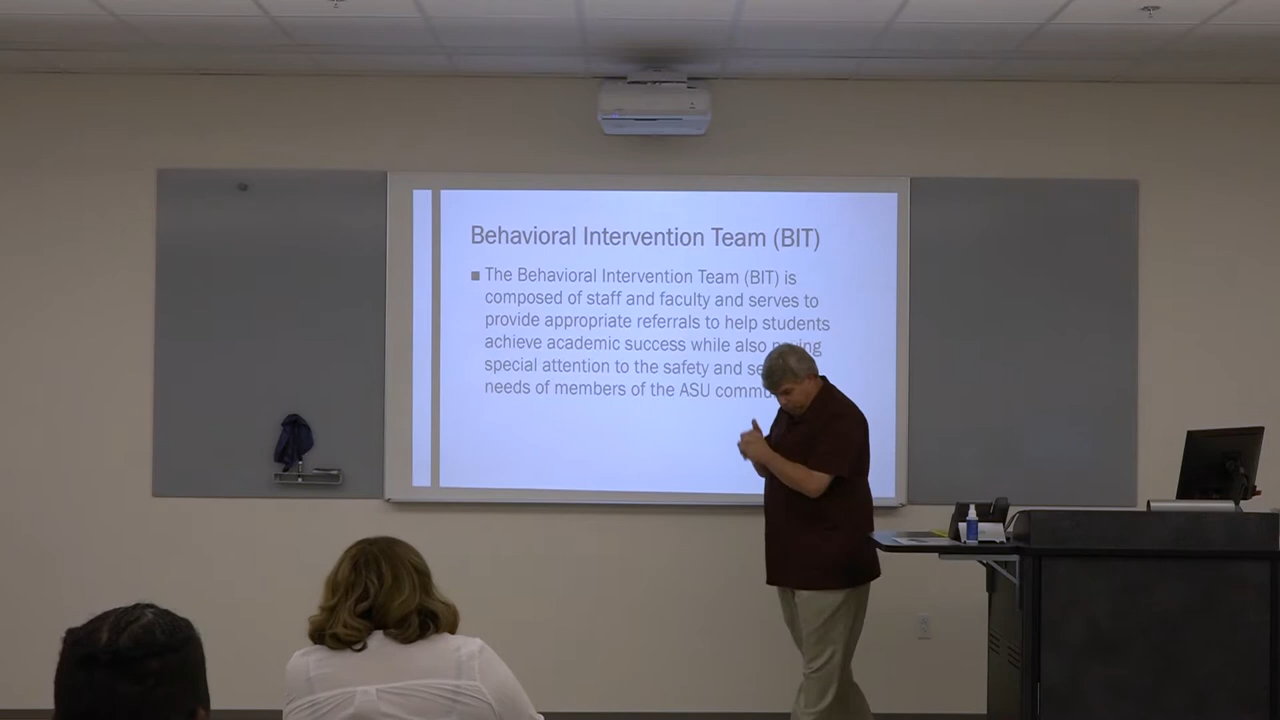 Behavioral Intervention Team (BIT)
The Behavioral Intervention Team (BIT) is
composed of staff and faculty and serves to
provide appropriate referrals to help students
achieve academic success while also
special attention to the safety and
needs of members of the ASU